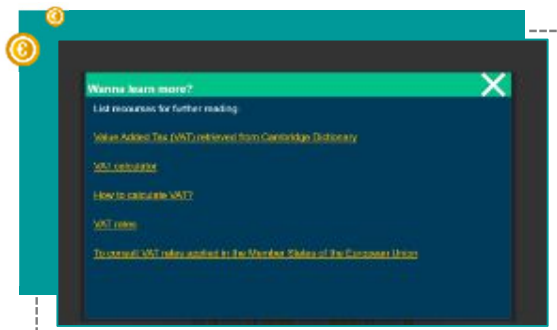 Wanna learn more?
List resources for further reading:
Value Added Tax (VAT) retrieved from Cambridge Dictionary
VAT calculator
How to calculate VAT?
VAT rates
To consult VAT rates applied in the Member States of the European Union